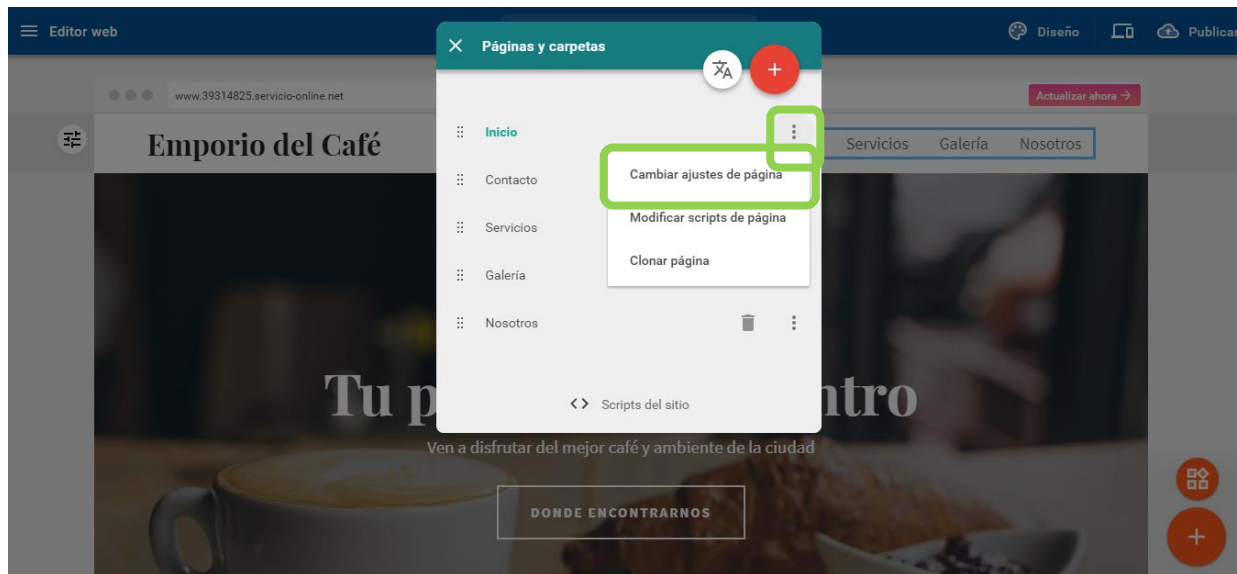 Editor web
Diseño
Publicar
Páginas y carpetas
www.39314825.servicio-online.net
Actualizar ahora →
Emporio del Café
Servicios Galería Nosotros
Inicio
Cambiar ajustes de página
Contacto
Modificar scripts de página
Servicios
Clonar página
Galería
Nosotros
Scripts del sitio
Tu p
ntro
Ven a disfrutar del mejor café y ambiente de la ciudad
DONDE ENCONTRARNOS